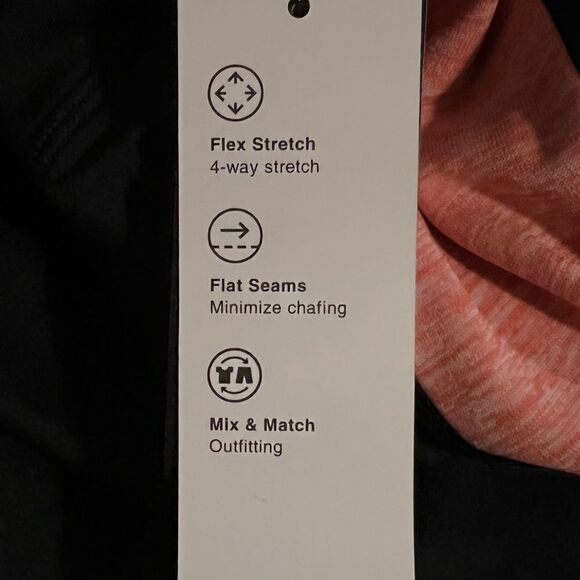 Flex Stretch
4-way stretch
Flat Seams
Minimize chafing
Mix & Match
Outfitting